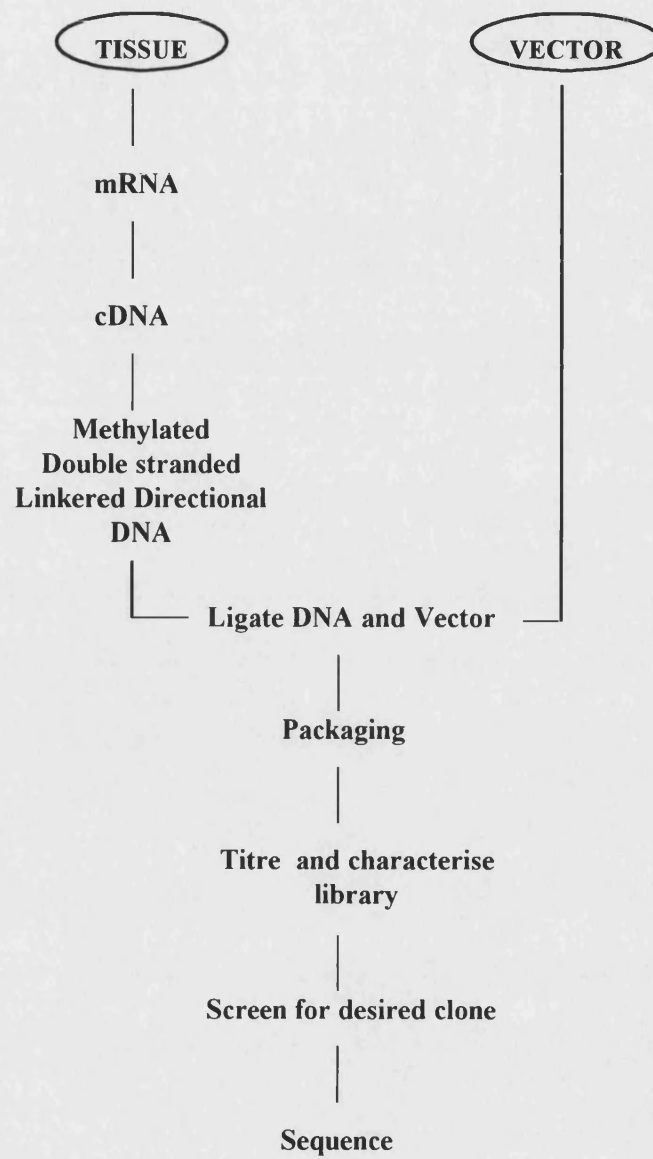 TISSUE
VECTOR
mRNA
cDNA
Methylated
Double stranded
Linkered Directional
DNA
Ligate DNA and Vector
Packaging
Titre and characterise
library
Screen for desired clone
Sequence